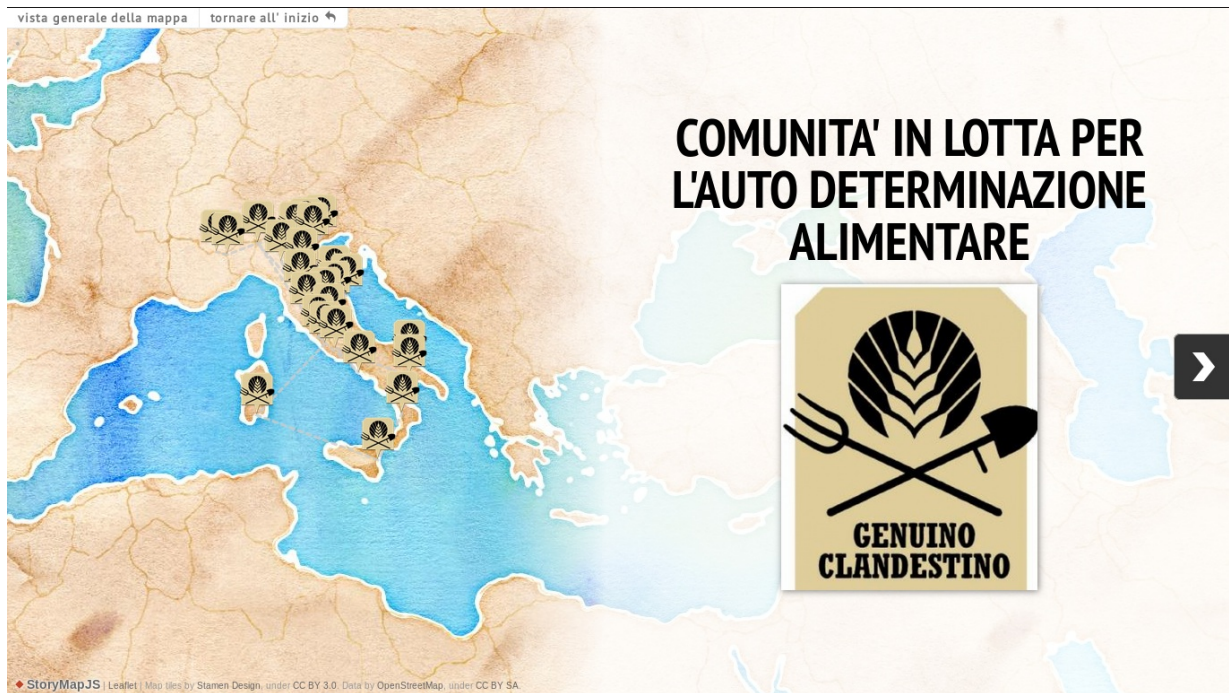 vista generale della mappa
tornare all' inizio
COMUNITA' IN LOTTA PER
L'AUTO DETERMINAZIONE
ALIMENTARE
GENUINO
CLANDESTINO
StoryMapJS | Leaflet | Map tiles by Stamen Design, under CC BY 3.0. Data by OpenStreetMap, under CC BY SA.